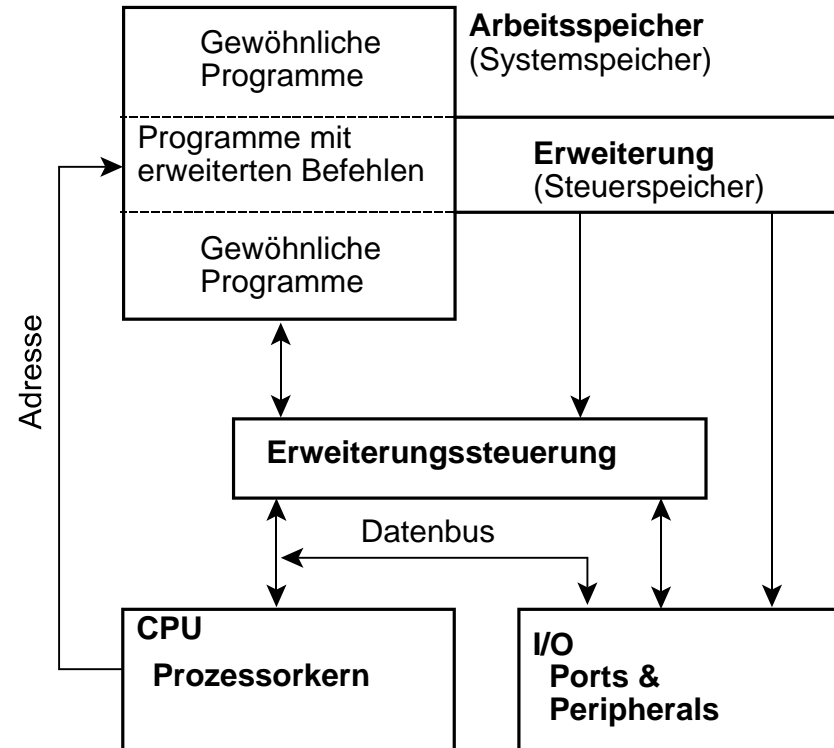 Gewöhnliche
Programme
Arbeitsspeicher
(Systemspeicher)
Programme mit
erweiterten Befehlen
Erweiterung
(Steuerspeicher)
Gewöhnliche
Programme
Adresse
Erweiterungssteuerung
Datenbus
CPU
Prozessorkern
I/O
Ports &
Peripherals